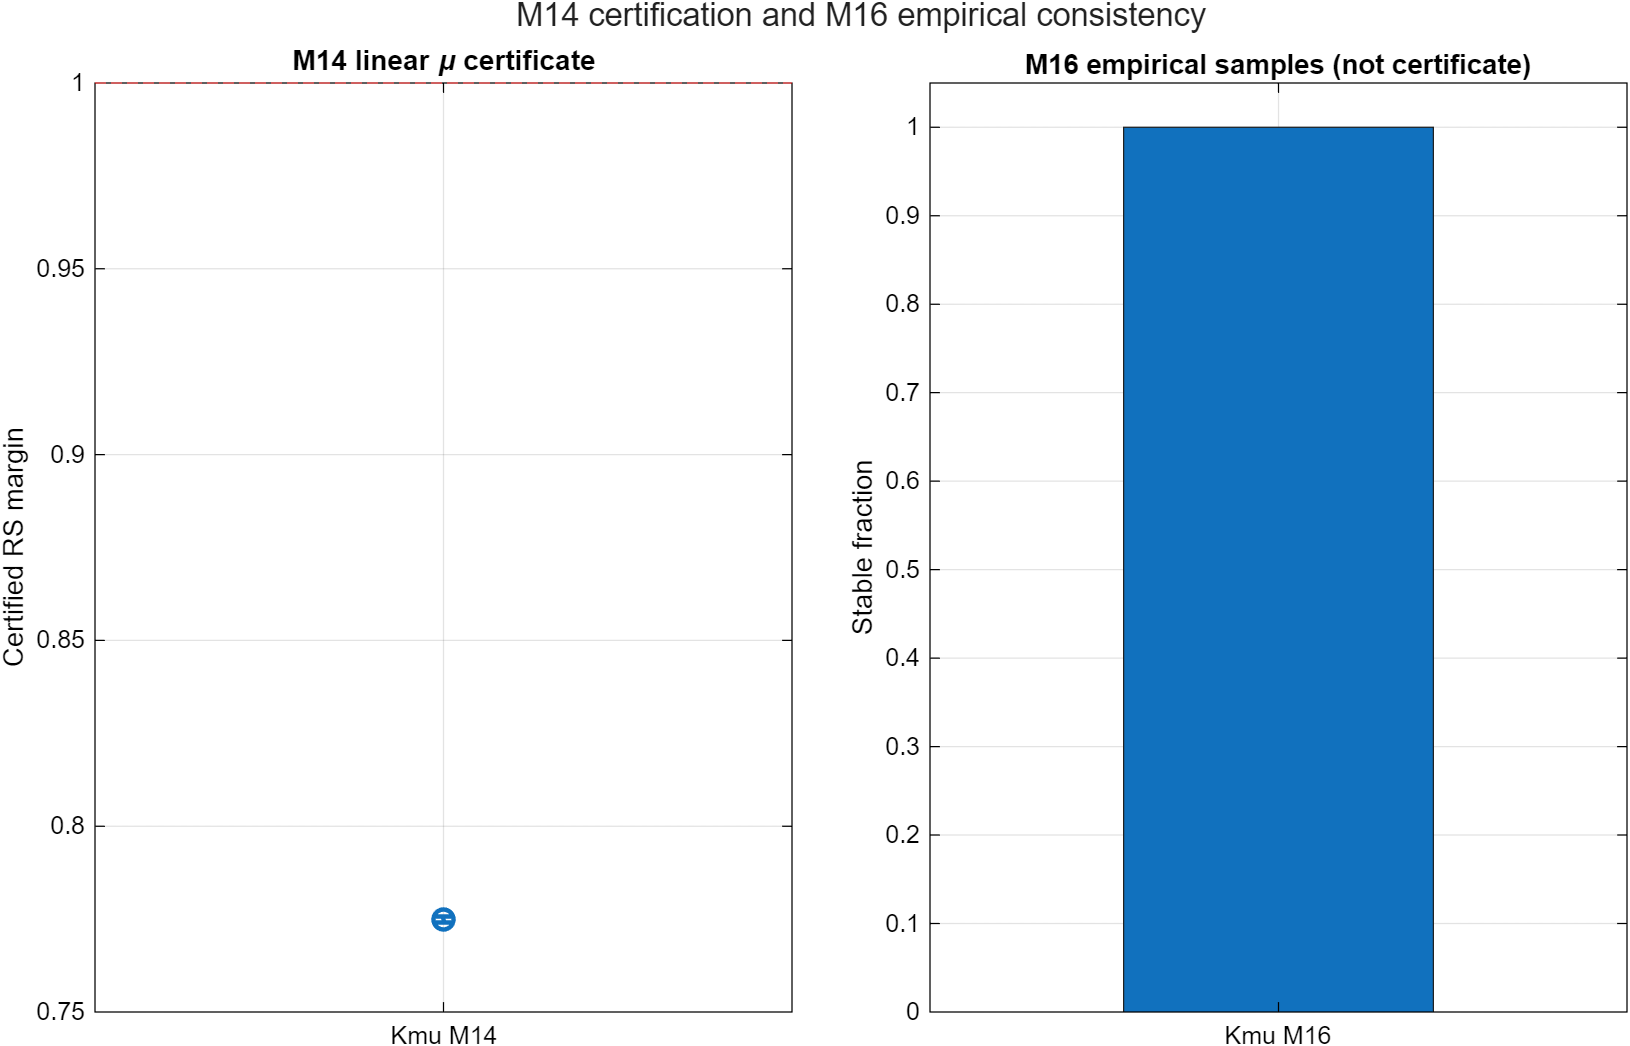 M14 certification and M16 empirical consistency
M14 linear μ certificate
1
0.95
0.9
0.85
0.8
0.75
Certified RS margin
Kmu M14
M16 empirical samples (not certificate)
1
0.9
0.8
0.7
0.6
0.5
0.4
0.3
0.2
0.1
0
Stable fraction
Kmu M16